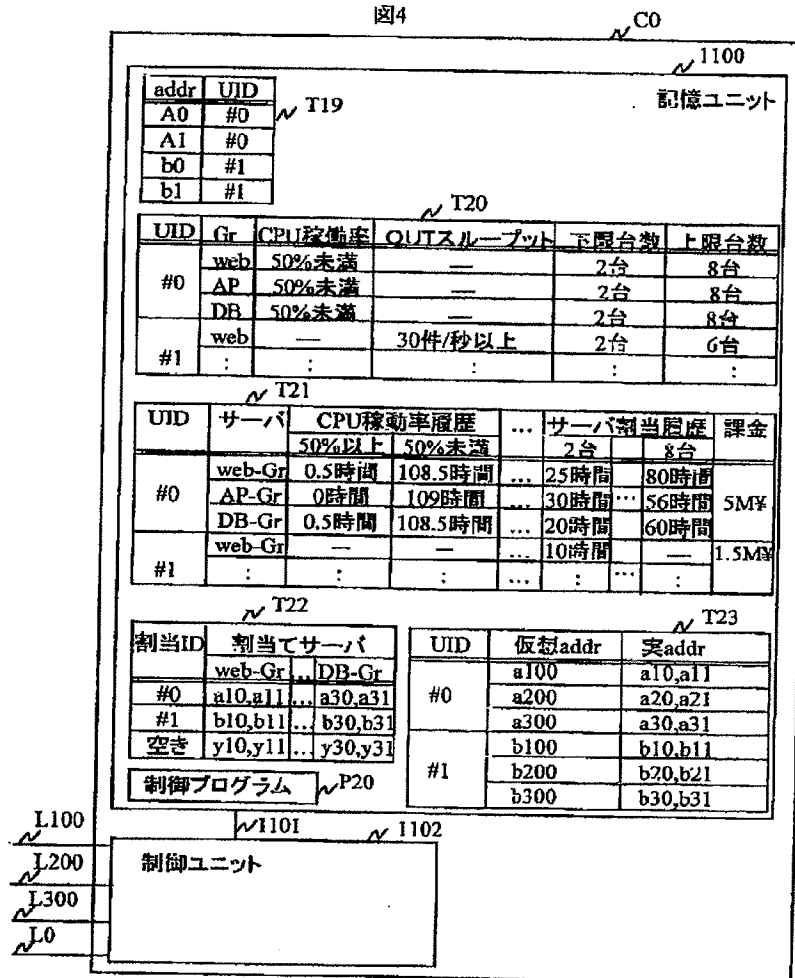 図4
C0
1100
記憶ユニット
addr UID
A0 #0
A1 #0
b0 #1
b1 #1
T19
T20
UID Gr CPU稼働率 OUTスループット 下限台数 上限台数
#0
web 50%未満 — 2台 8台
AP 50%未満 — 2台 8台
DB 50%未満 — 2台 8台
#1
web — 30件/秒以上 2台 6台
: : : : :
T21
UID サーバ CPU稼動率履歴 … サーバ割当履歴 課金
50%以上 50%未満 2台 8台
#0
web-Gr 0.5時間 108.5時間 … 25時間 80時間
AP-Gr 0時間 109時間 … 30時間 … 56時間
DB-Gr 0.5時間 108.5時間 … 20時間 60時間
5M¥
#1
web-Gr — — … 10時間 —
: : : … : … :
1.5M¥
T22
割当ID 割当てサーバ
web-Gr … DB-Gr
#0 a10,a11 … a30,a31
#1 b10,b11 … b30,b31
空き y10,y11 … y30,y31
T23
UID 仮想addr 実addr
#0
a100 a10,a11
a200 a20,a21
a300 a30,a31
#1
b100 b10,b11
b200 b20,b21
b300 b30,b31
制御プログラム P20
1101
1102
制御ユニット
L100
L200
L300
L0